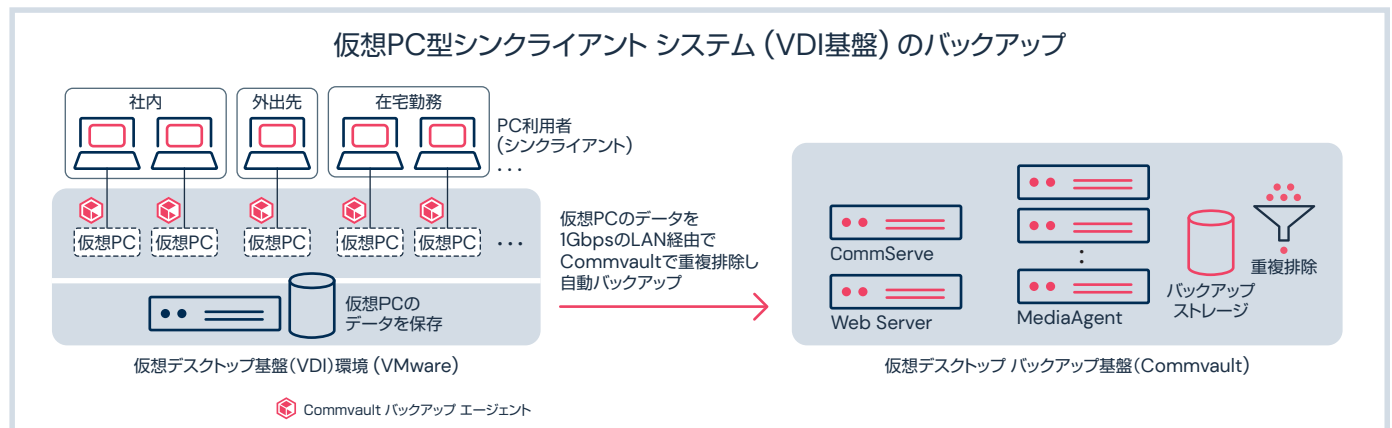 仮想PC型シンクライアント システム (VDI基盤) のバックアップ
社内
外出先
在宅勤務
PC利用者
(シンクライアント)
...
仮想PC
仮想PC
仮想PC
仮想PC
仮想PC
...
仮想PCの
データを保存
仮想デスクトップ基盤(VDI)環境 (VMware)
仮想PCのデータを
1GbpsのLAN経由で
Commvaultで重複排除し
自動バックアップ
CommServe
Web Server
:
MediaAgent
バックアップ
ストレージ
重複排除
仮想デスクトップ バックアップ基盤(Commvault)
Commvault バックアップ エージェント